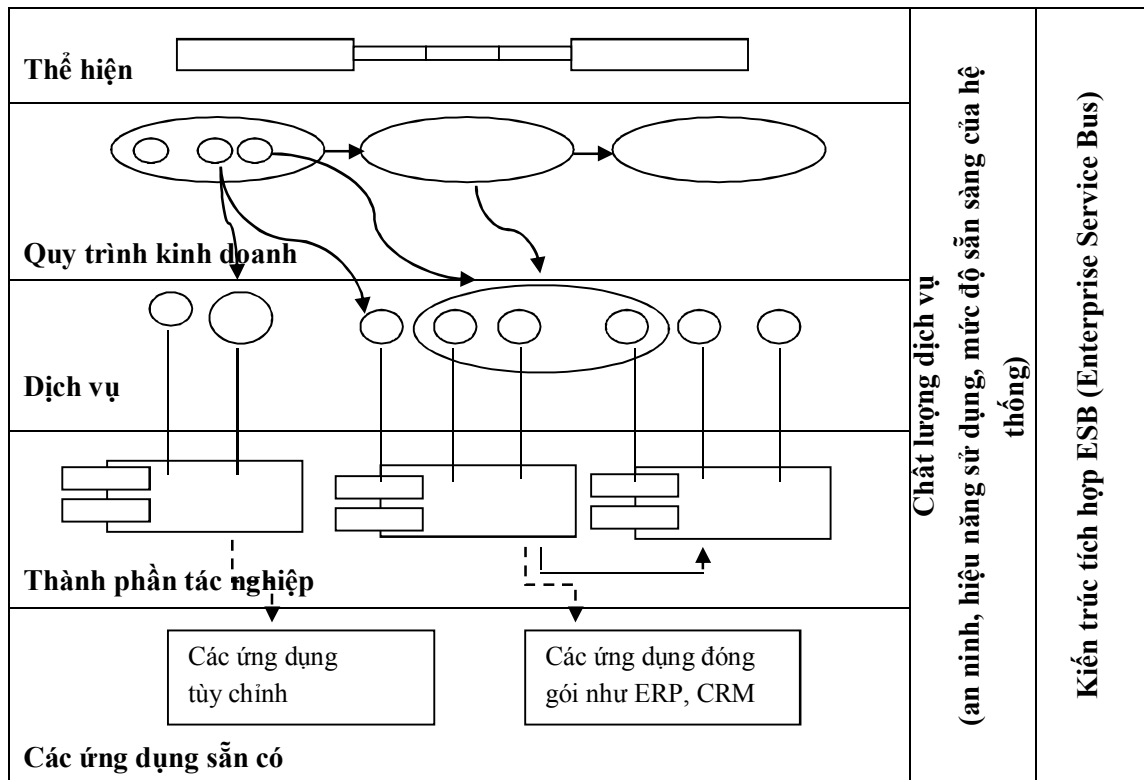 Thể hiện
Quy trình kinh doanh
Dịch vụ
Thành phần tác nghiệp
Các ứng dụng
tùy chỉnh
Các ứng dụng đóng
gói như ERP, CRM
Các ứng dụng sẵn có
Chât lượng dịch vụ
(an ninh, hiệu năng sử dụng, mức độ sẵn sàng của hệ
thống)
Kiến trúc tích hợp ESB (Enterprise Service Bus)